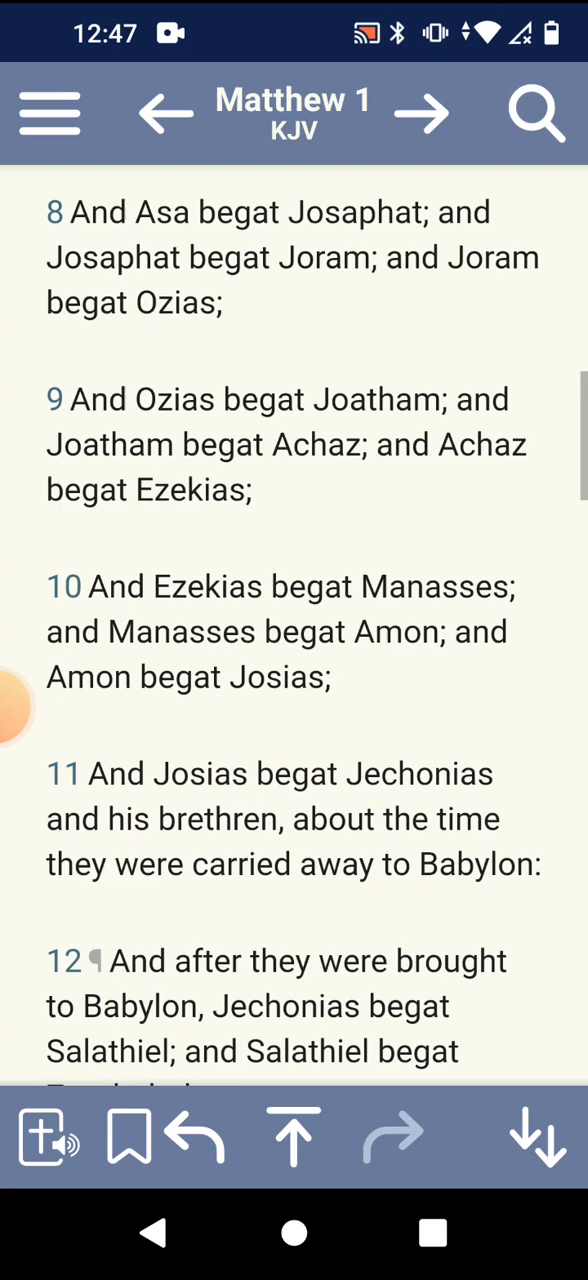 12:47
Matthew 1
KJV
8 And Asa begat Josaphat; and
Josaphat begat Joram; and Joram
begat Ozias;
9 And Ozias begat Joatham; and
Joatham begat Achaz; and Achaz
begat Ezekias;
10 And Ezekias begat Manasses;
and Manasses begat Amon; and
Amon begat Josias;
11 And Josias begat Jechonias
and his brethren, about the time
they were carried away to Babylon:
12 ¶ And after they were brought
to Babylon, Jechonias begat
Salathiel; and Salathiel begat